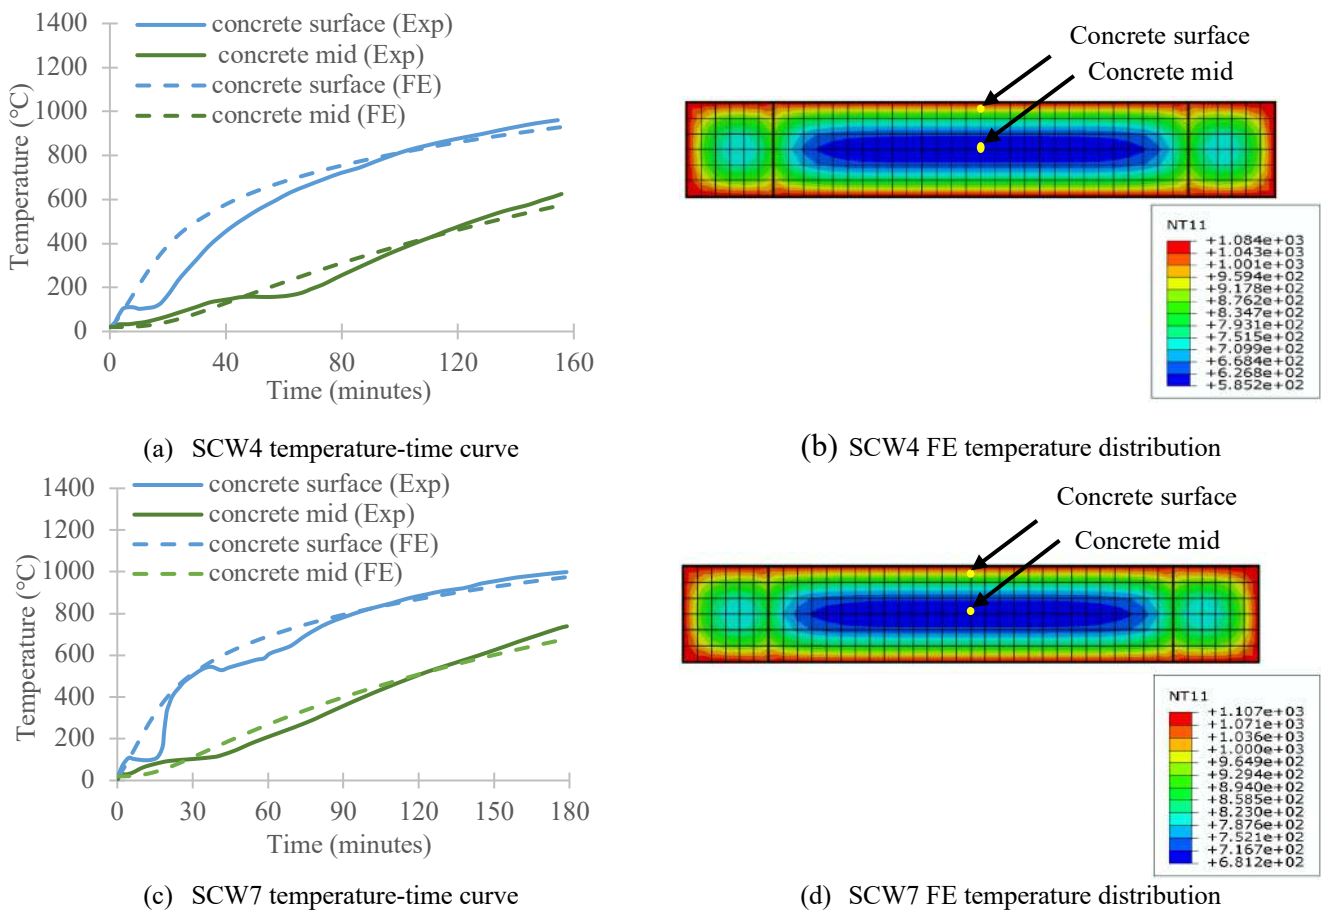 1400
1200
1000
800
600
400
200
0
Temperature (°C)
concrete surface (Exp)
concrete mid (Exp)
concrete surface (FE)
concrete mid (FE)
0 40 80 120 160
Time (minutes)
(a) SCW4 temperature-time curve
Concrete surface
Concrete mid
NT11
+1.084e+03
+1.043e+03
+1.001e+03
+9.594e+02
+9.178e+02
+8.762e+02
+8.347e+02
+7.931e+02
+7.515e+02
+7.099e+02
+6.684e+02
+6.268e+02
+5.852e+02
(b) SCW4 FE temperature distribution
1400
1200
1000
800
600
400
200
0
Temperature (°C)
concrete surface (Exp)
concrete mid (Exp)
concrete surface (FE)
concrete mid (FE)
0 30 60 90 120 150 180
Time (minutes)
(c) SCW7 temperature-time curve
Concrete surface
Concrete mid
NT11
+1.107e+03
+1.071e+03
+1.036e+03
+1.000e+03
+9.649e+02
+9.294e+02
+8.940e+02
+8.585e+02
+8.230e+02
+7.876e+02
+7.521e+02
+7.167e+02
+6.812e+02
(d) SCW7 FE temperature distribution